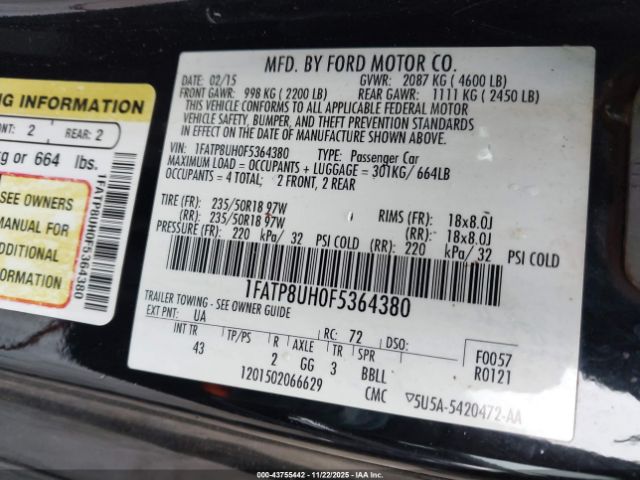 MFD. BY FORD MOTOR CO.
02/15 GVWR: 2087 KG ( 4600 LB)
FRONT GAWR: 998 KG ( 2200 LB) REAR GAWR: 1111 KG ( 2450 LB)
THIS VEHICLE CONFORMS TO ALL APPLICABLE FEDERAL MOTOR
VEHICLE SAFETY, BUMPER, AND THEFT PREVENTION STANDARDS
IN EFFECT ON THE DATE OF MANUFACTURE SHOWN ABOVE.
VIN: 1FATP8UH0F5364380 TYPE: Passenger Car
MAXIMUM LOAD = OCCUPANTS + LUGGAGE = 301KG/ 664LB
OCCUPANTS = 4 TOTAL; 2 FRONT, 2 REAR
TIRE (FR): 235/50R18 97W RIMS (FR): 18x8.0J
(RR): 235/50R18 97W (RR): 18x8.0J
PRESSURE (FR): 220 kPa/ 32 PSI COLD (RR): 220 kPa/ 32 PSI COLD
1FATP8UH0F5364380
TRAILER TOWING - SEE OWNER GUIDE
EXT PNT: UA RC: 72 DSO:
INT TR TP/PS R AXLE TR SPR
43 2 GG 3 BBLL
F0057
R0121
1201502066629 CMC
▽5U5A-5420472-AA
NG INFORMATION
NT: 2 REAR: 2
kg or 664 lbs.
SEE OWNERS
MANUAL FOR
ADDITIONAL
INFORMATION
1FATP8UH0F5364380
000-43755442 - 11/22/2025 - IAA Inc.